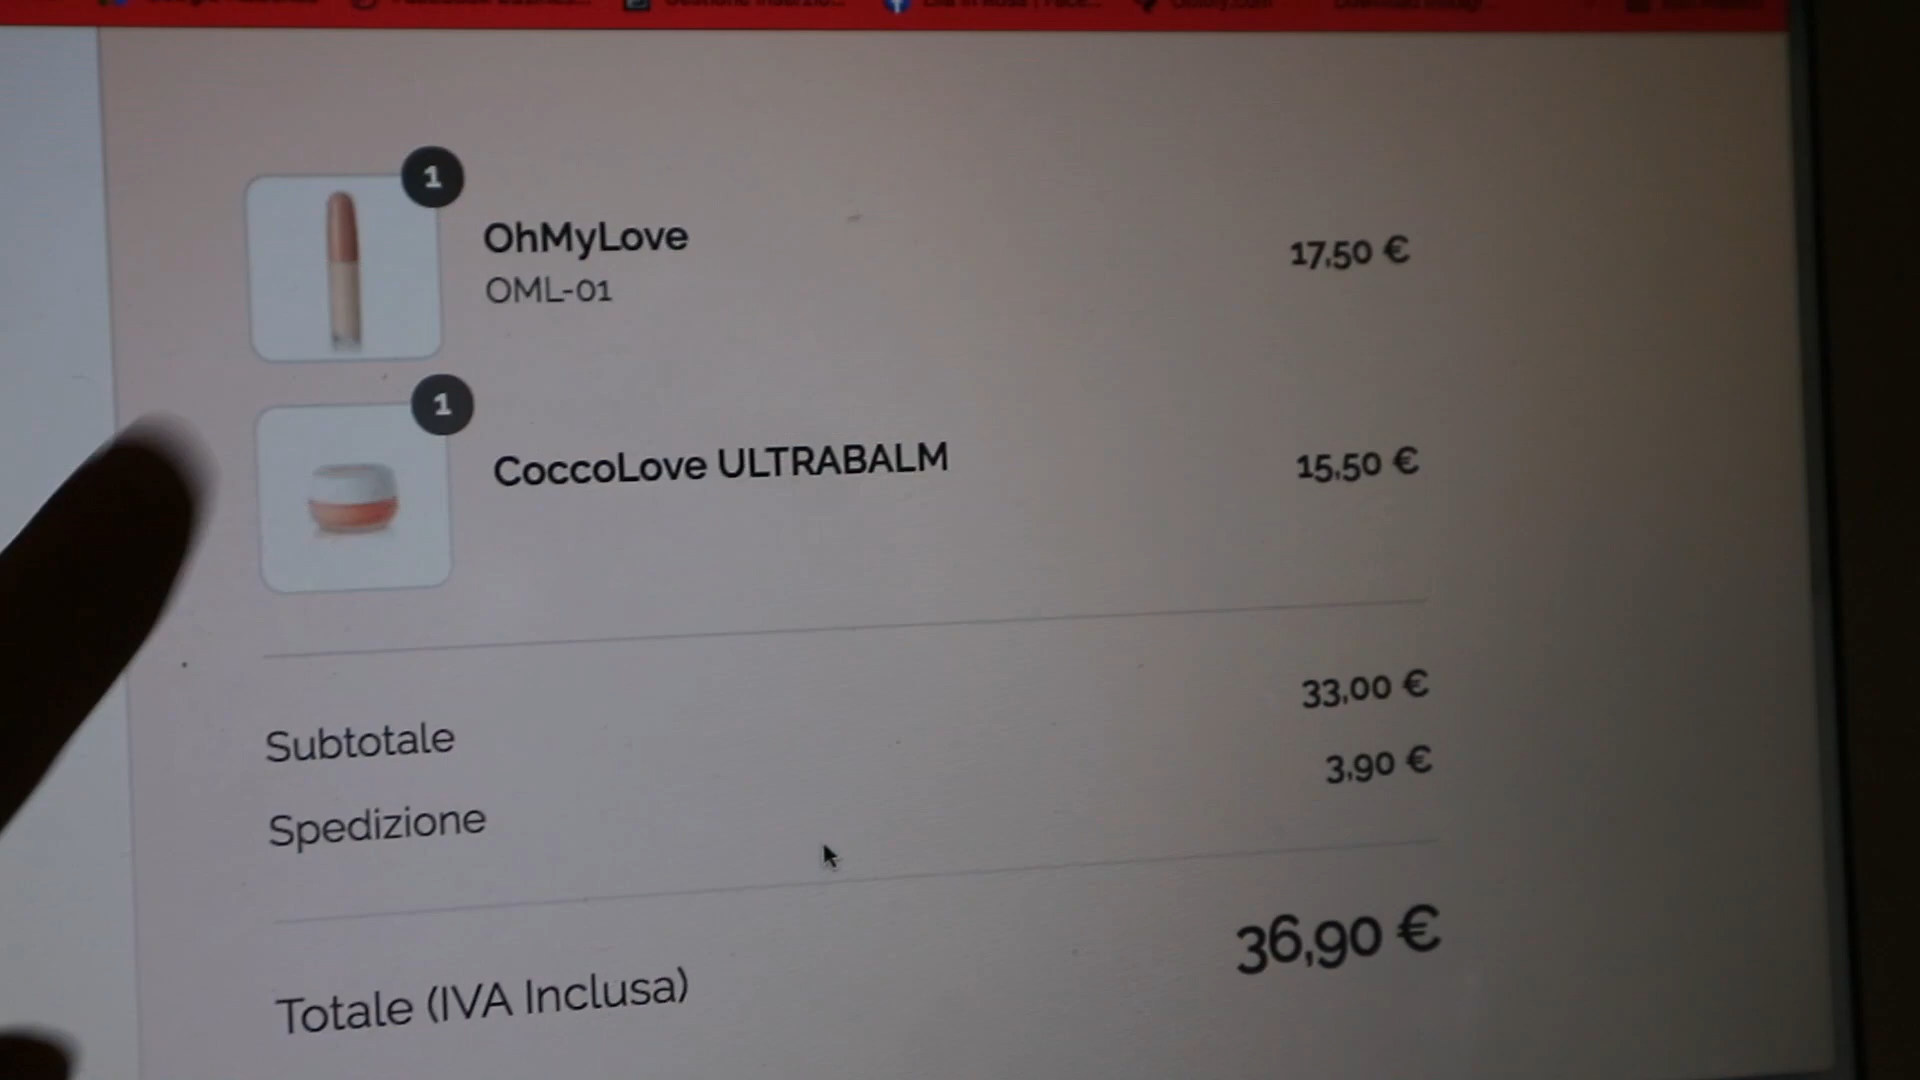 1
OhMyLove
OML-01
17,50 €
1
CoccoLove ULTRABALM
15,50 €
Subtotale
33,00 €
Spedizione
3,90 €
Totale (IVA Inclusa)
36,90 €